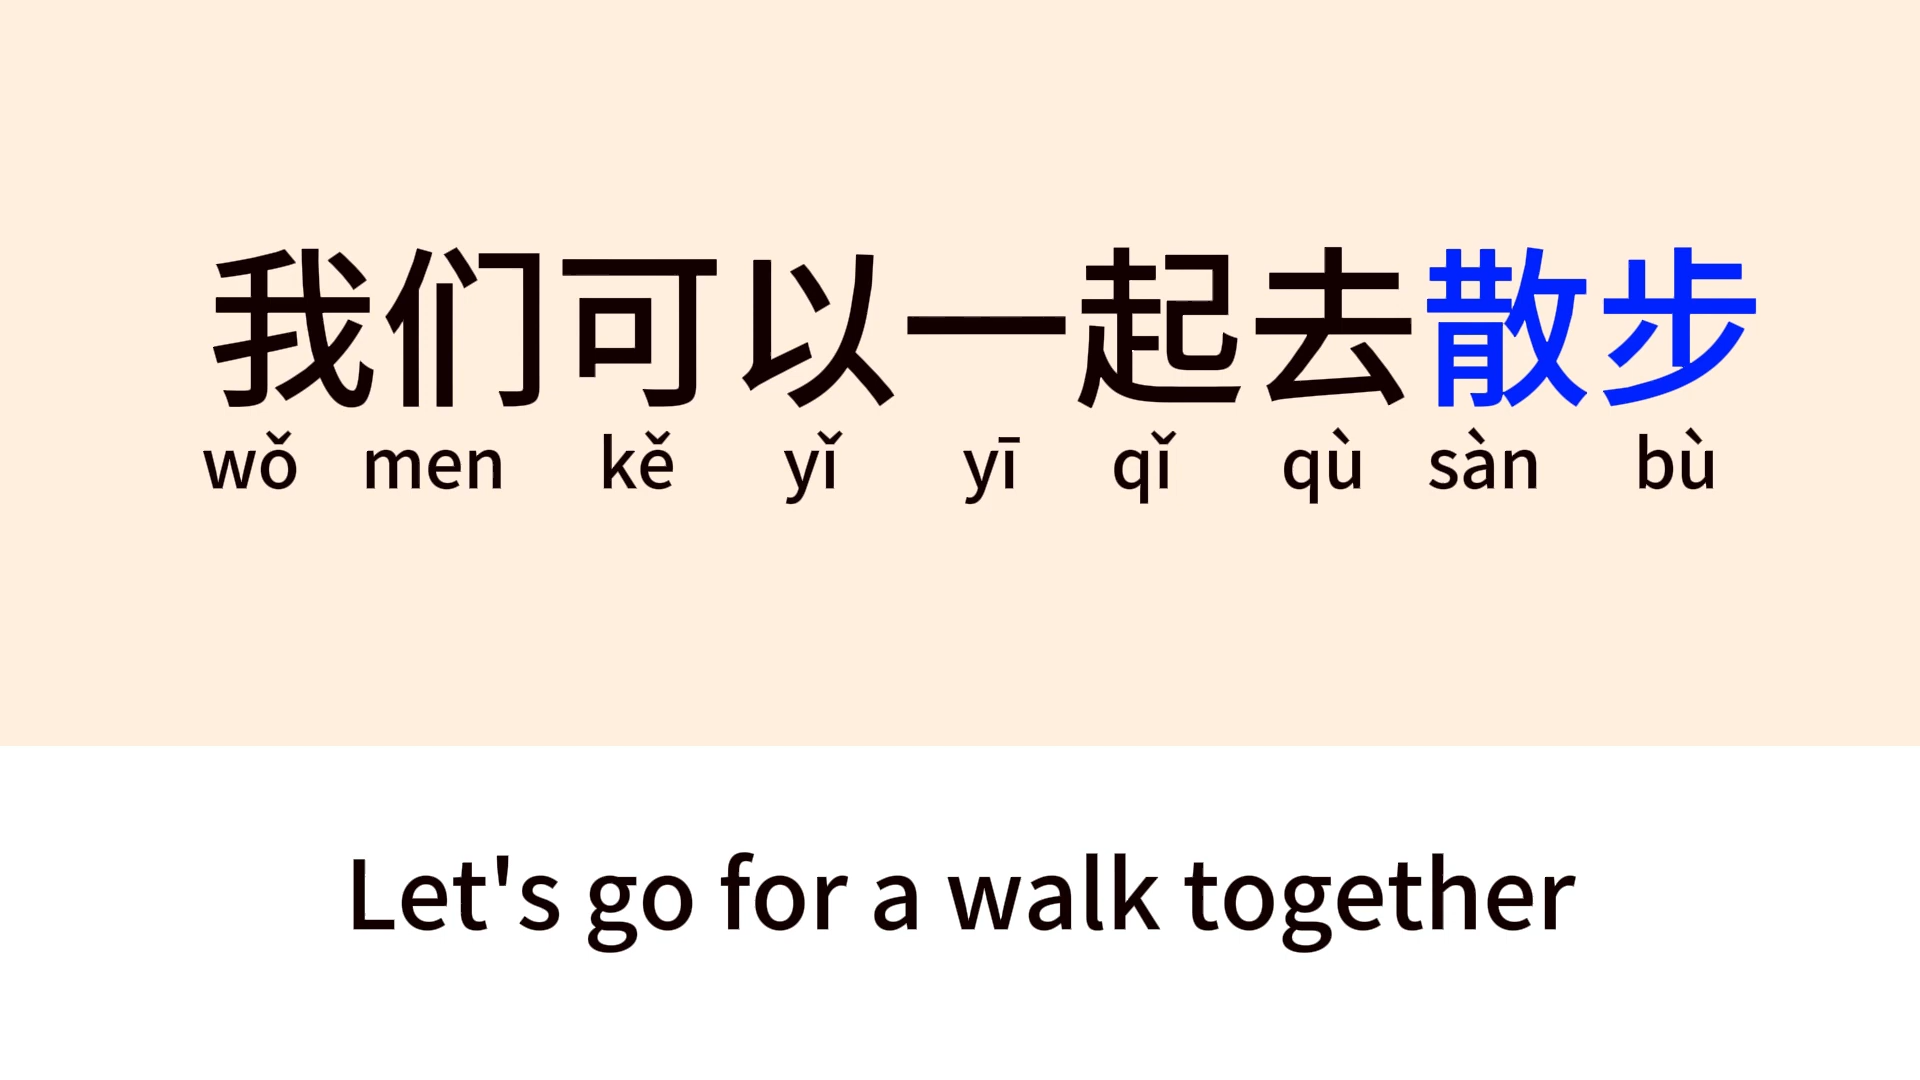 我们可以一起去散步
wǒ men kě yǐ yī qǐ qù sàn bù
Let's go for a walk together